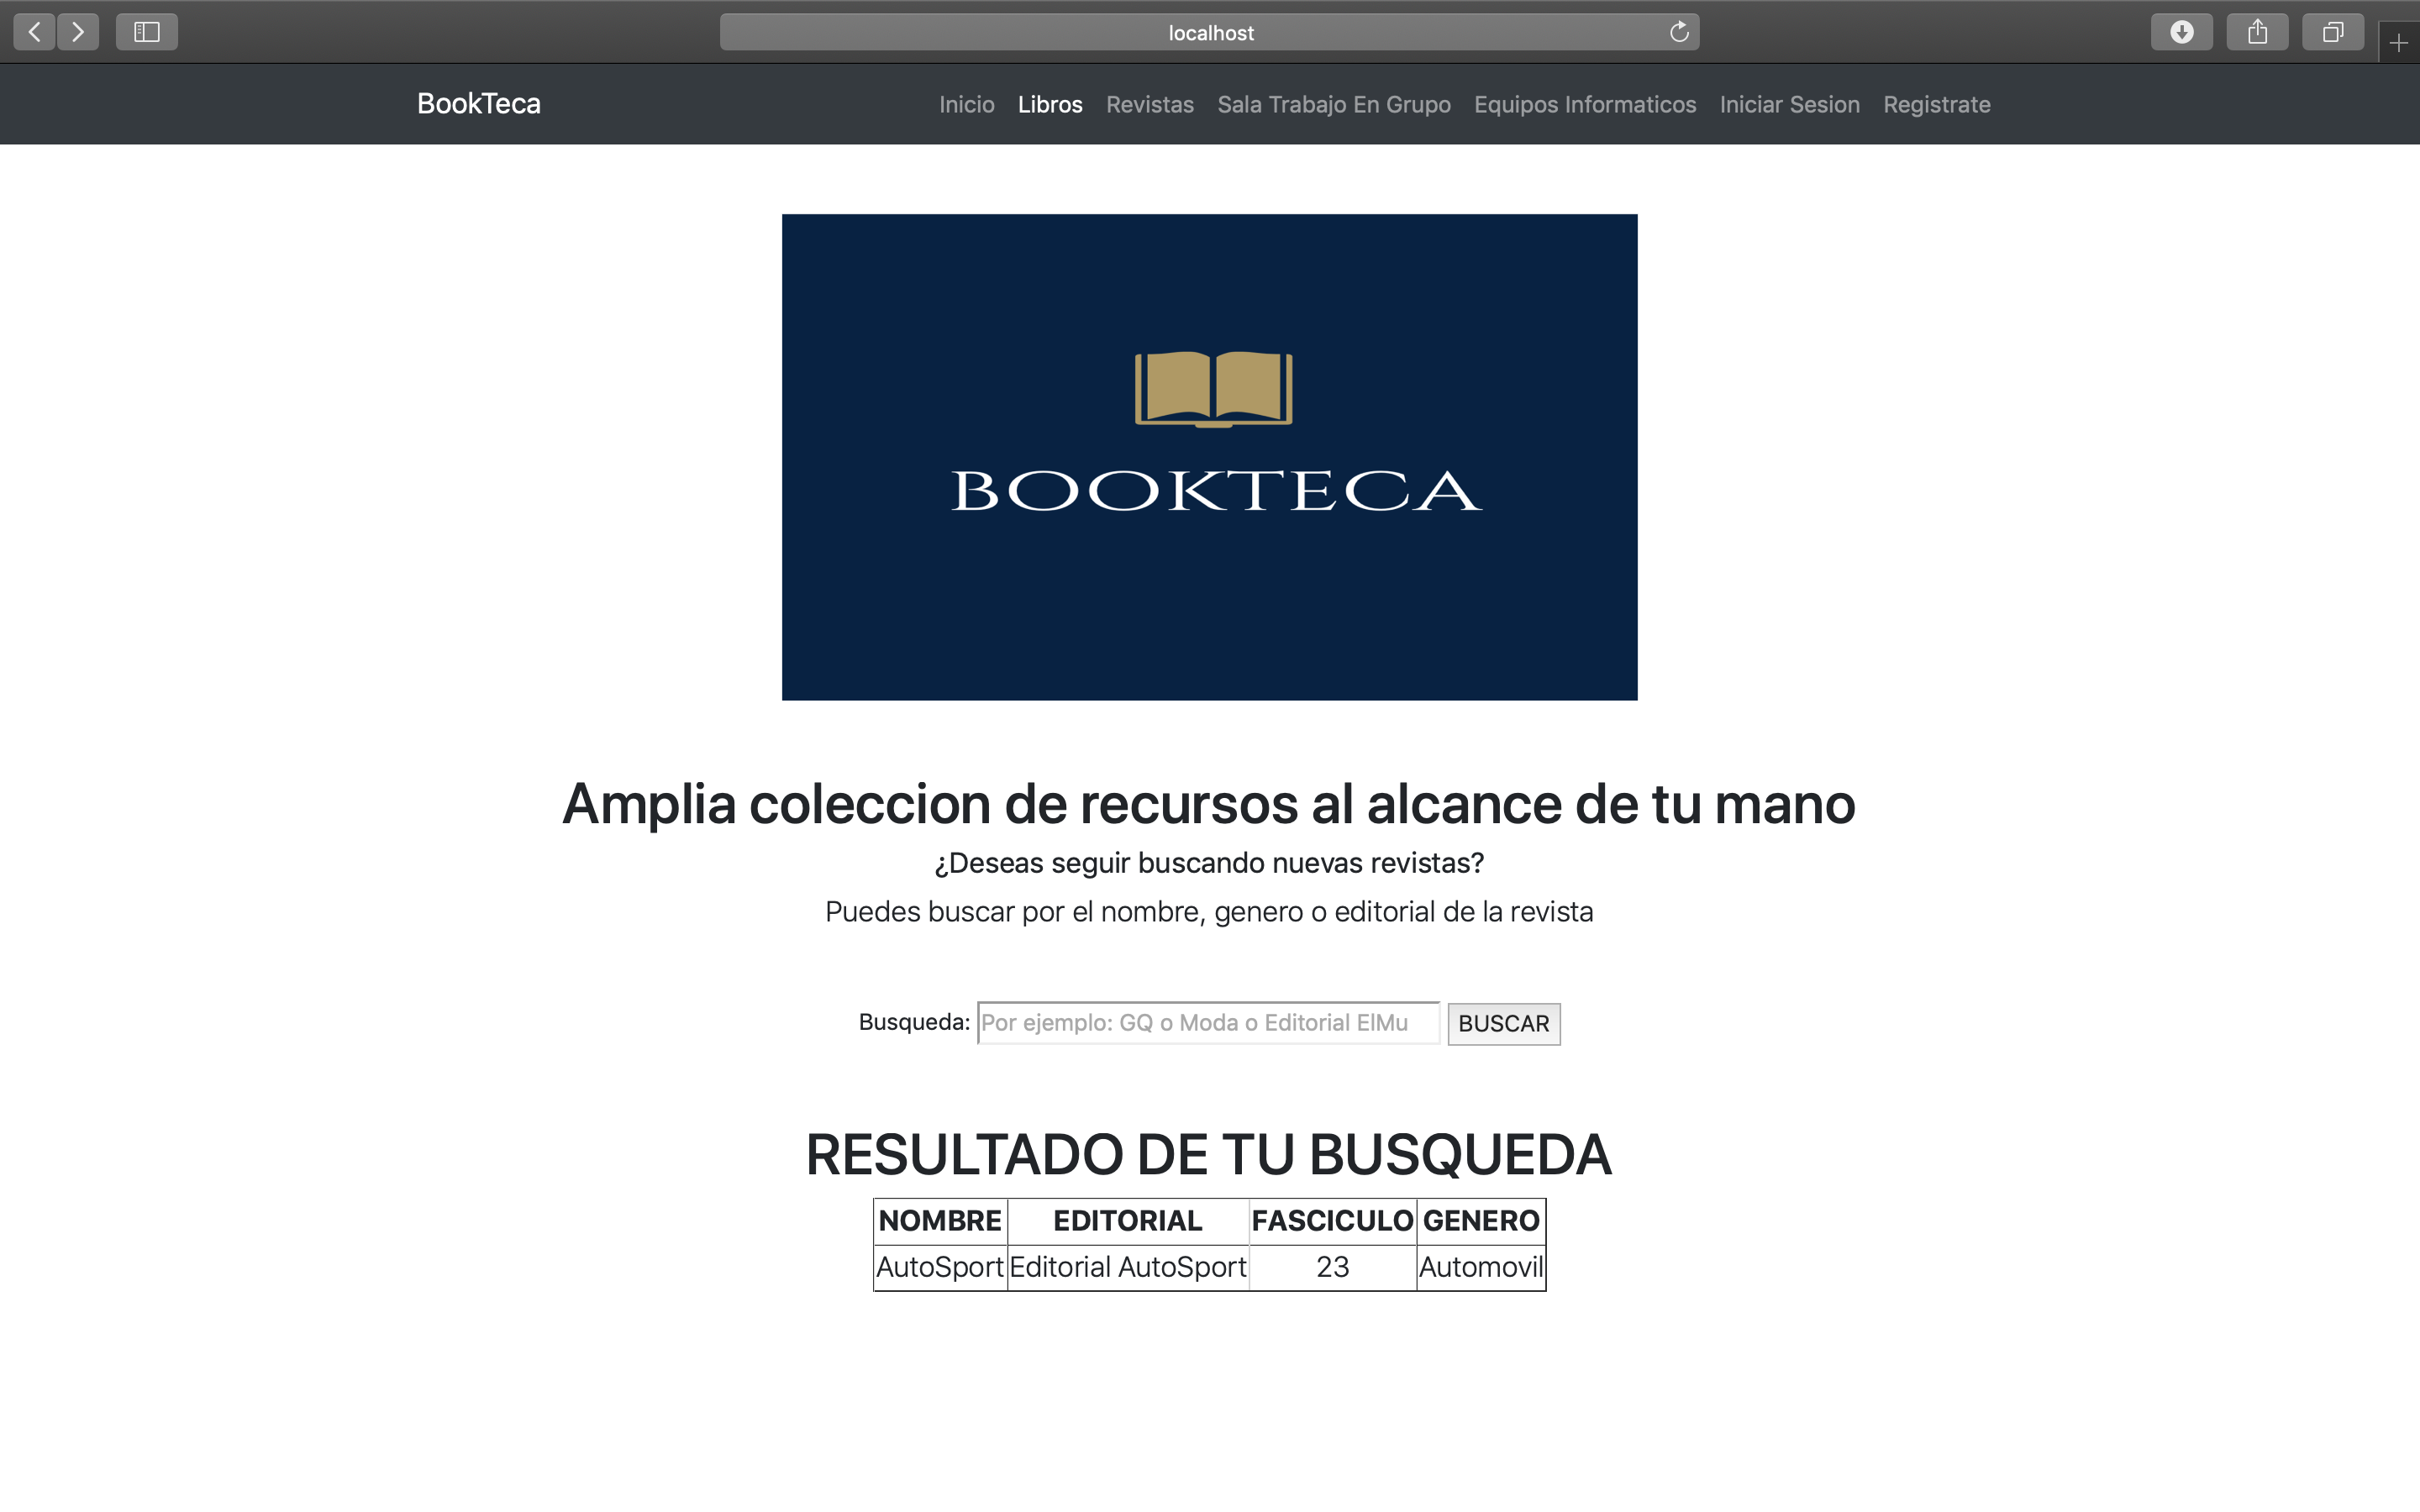 localhost
BookTeca
Inicio Libros Revistas Sala Trabajo En Grupo Equipos Informaticos Iniciar Sesion Registrate
BOOKTECA
Amplia coleccion de recursos al alcance de tu mano
¿Deseas seguir buscando nuevas revistas?
Puedes buscar por el nombre, genero o editorial de la revista
Busqueda: Por ejemplo: GQ o Moda o Editorial ElMu BUSCAR
RESULTADO DE TU BUSQUEDA
NOMBRE EDITORIAL FASCICULO GENERO
AutoSport Editorial AutoSport 23 Automovil